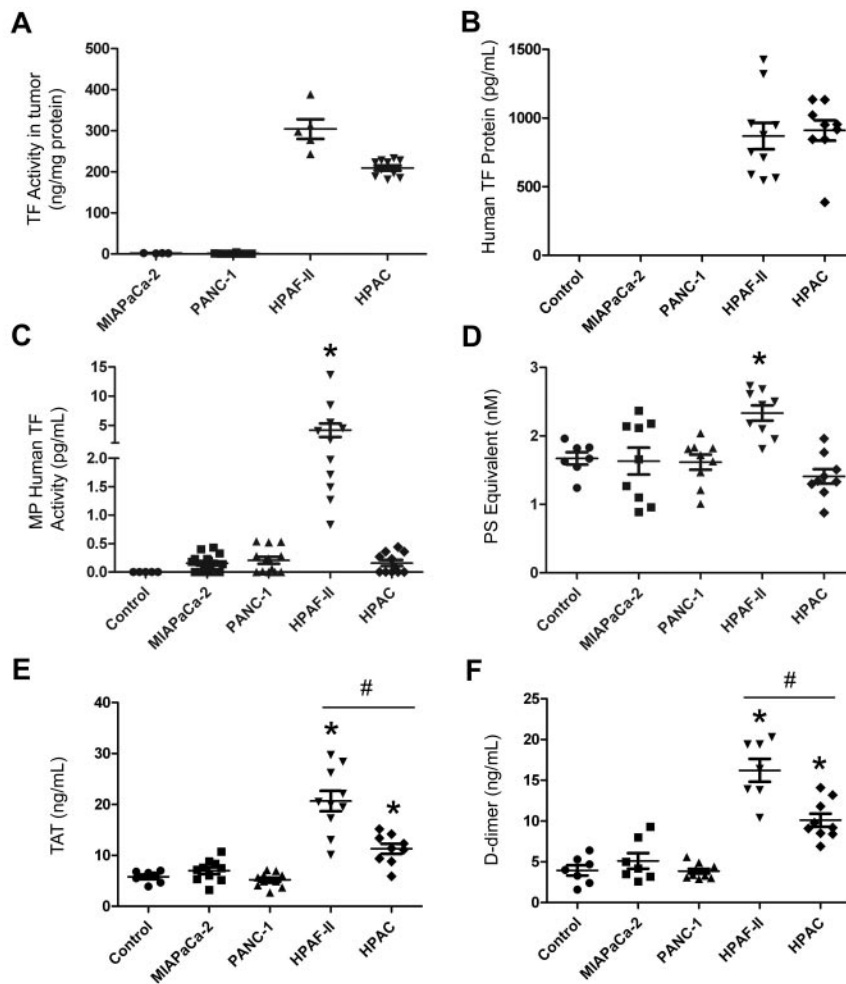 A
TF Activity in tumor
(ng/mg protein)
500
400
300
200
100
0
MIAPaCa-2
PANC-1
HPAF-II
HPAC
B
Human TF Protein (pg/mL)
1500
1000
500
0
Control
MIAPaCa-2
PANC-1
HPAF-II
HPAC
C
MP Human TF
Activity (pg/mL)
15
10
5
2.0
1.5
1.0
0.5
0.0
*
Control
MIAPaCa-2
PANC-1
HPAF-II
HPAC
D
PS Equivalent (nM)
3
2
1
0
*
Control
MIAPaCa-2
PANC-1
HPAF-II
HPAC
E
TAT (ng/mL)
40
30
20
10
0
#
*
*
Control
MIAPaCa-2
PANC-1
HPAF-II
HPAC
F
D-dimer (ng/mL)
25
20
15
10
5
0
#
*
*
Control
MIAPaCa-2
PANC-1
HPAF-II
HPAC